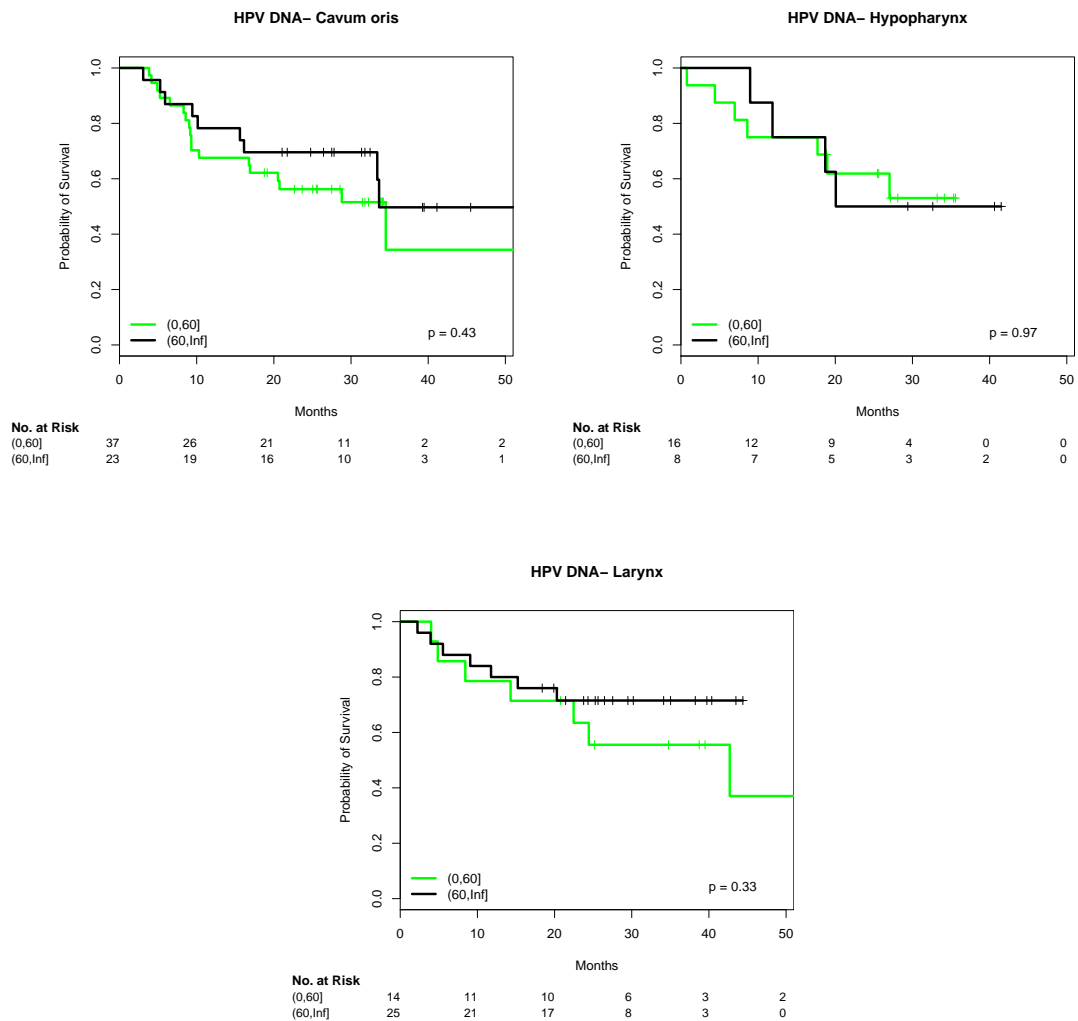 HPV DNA− Cavum oris
Probability of Survival
1.0
0.8
0.6
0.4
0.2
0.0
(0,60]
(60,Inf]
p = 0.43
0 10 20 30 40 50
Months
No. at Risk
(0,60] 37 26 21 11 2 2
(60,Inf] 23 19 16 10 3 1
HPV DNA− Hypopharynx
Probability of Survival
1.0
0.8
0.6
0.4
0.2
0.0
(0,60]
(60,Inf]
p = 0.97
0 10 20 30 40 50
Months
No. at Risk
(0,60] 16 12 9 4 0 0
(60,Inf] 8 7 5 3 2 0
HPV DNA− Larynx
Probability of Survival
1.0
0.8
0.6
0.4
0.2
0.0
(0,60]
(60,Inf]
p = 0.33
0 10 20 30 40 50
Months
No. at Risk
(0,60] 14 11 10 6 3 2
(60,Inf] 25 21 17 8 3 0